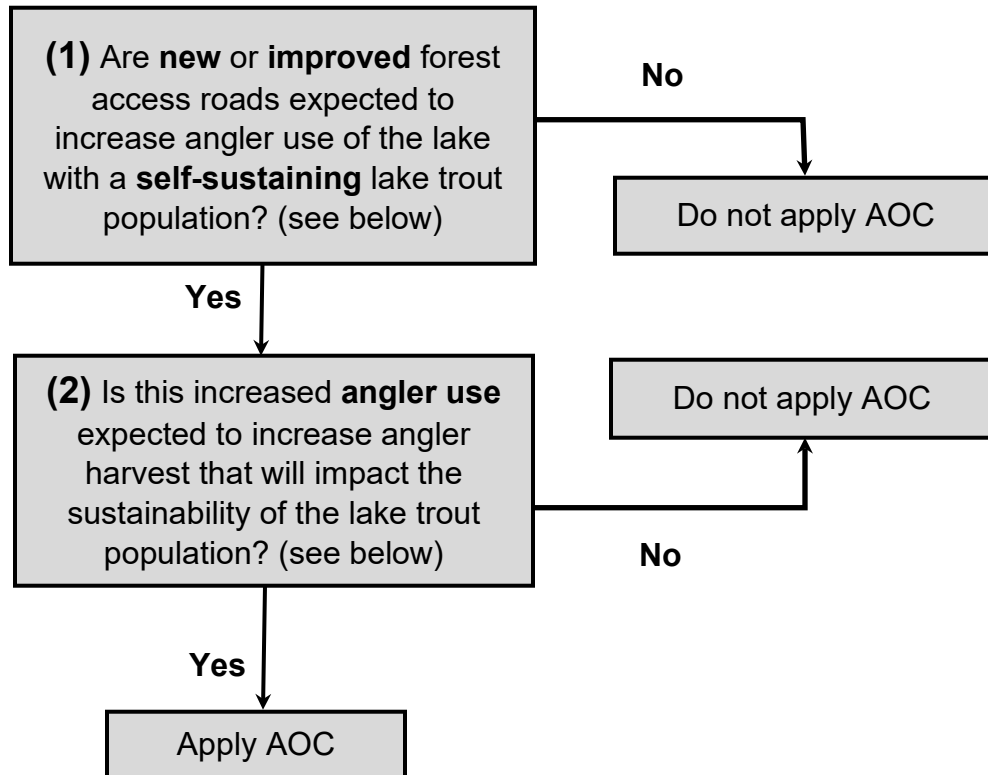 (1) Are new or improved forest
access roads expected to
increase angler use of the lake
with a self-sustaining lake trout
population? (see below)
No
Do not apply AOC
Yes
(2) Is this increased angler use
expected to increase angler
harvest that will impact the
sustainability of the lake trout
population? (see below)
Do not apply AOC
No
Yes
Apply AOC